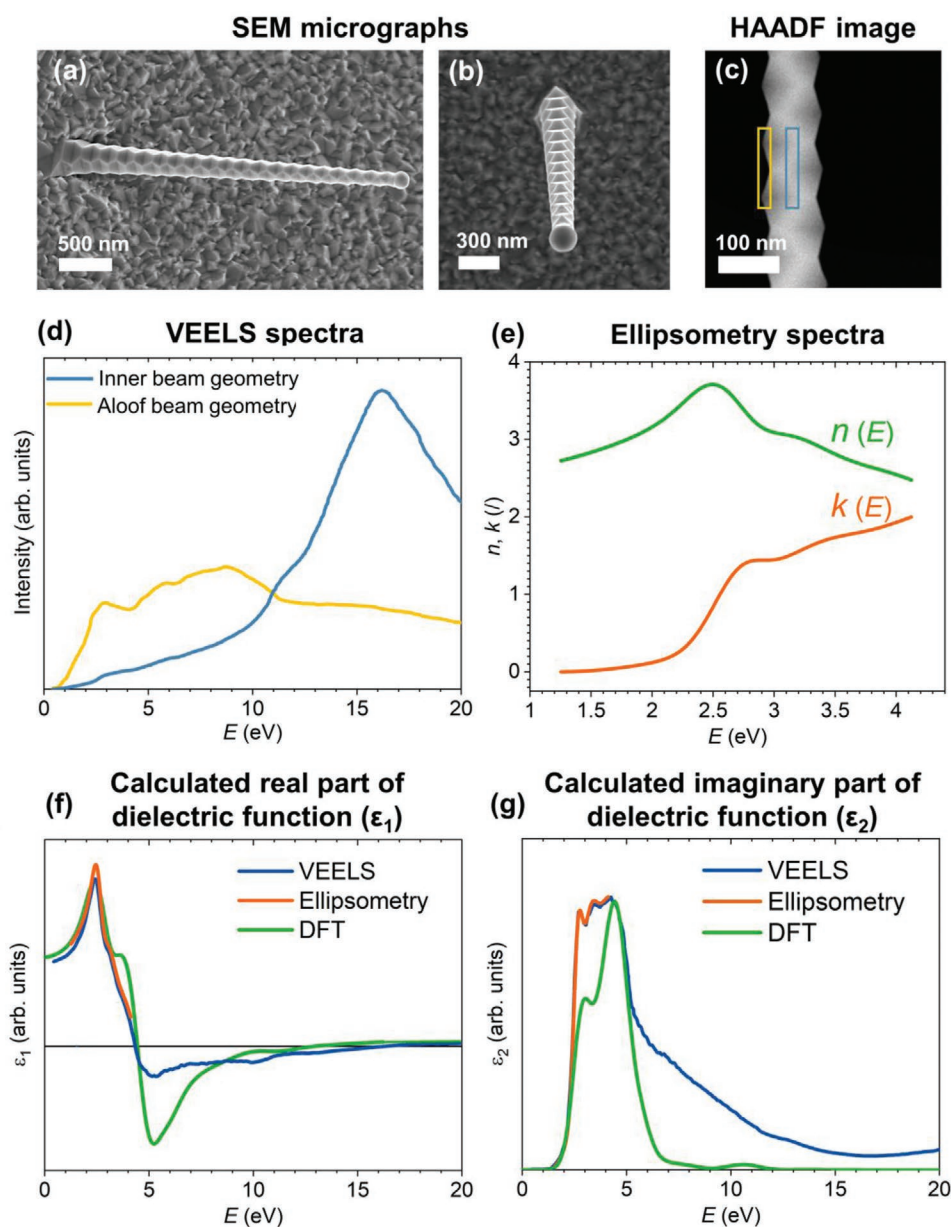 SEM micrographs
HAADF image
(a)
500 nm
(b)
300 nm
(c)
100 nm
(d)
VEELS spectra
Inner beam geometry
Aloof beam geometry
Intensity (arb. units)
0 5 10 15 20
E (eV)
(e)
Ellipsometry spectra
4
3
2
1
0
n, k (/)
n (E)
k (E)
1 1.5 2 2.5 3 3.5 4
E (eV)
(f)
Calculated real part of
dielectric function (ε₁)
VEELS
Ellipsometry
DFT
ε₁ (arb. units)
0 5 10 15 20
E (eV)
(g)
Calculated imaginary part of
dielectric function (ε₂)
VEELS
Ellipsometry
DFT
ε₂ (arb. units)
0 5 10 15 20
E (eV)